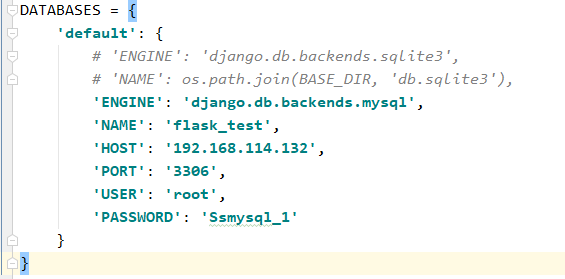 DATABASES = {
    'default': {
        # 'ENGINE': 'django.db.backends.sqlite3',
        # 'NAME': os.path.join(BASE_DIR, 'db.sqlite3'),
        'ENGINE': 'django.db.backends.mysql',
        'NAME': 'flask_test',
        'HOST': '192.168.114.132',
        'PORT': '3306',
        'USER': 'root',
        'PASSWORD': 'Ssmysql_1'
    }
}